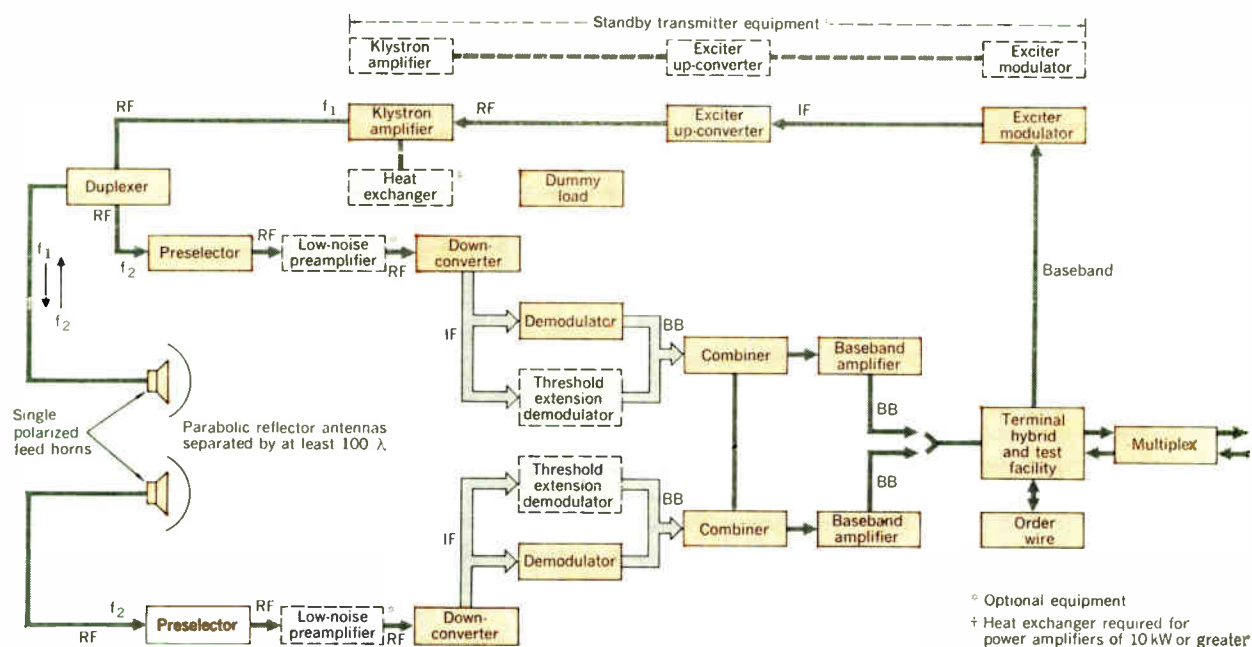 Standby transmitter equipment
Klystron
amplifier
Exciter
up-converter
Exciter
modulator
RF
f1
Klystron
amplifier
RF
Exciter
up-converter
IF
Exciter
modulator
Duplexer
Heat
exchanger
Dummy
load
RF
f2
Preselector
RF
Low-noise
preamplifier
°
RF
Down-
converter
f1
f2
Baseband
IF
Demodulator
BB
Threshold
extension
demodulator
Combiner
Baseband
amplifier
BB
Single
polarized
feed horns
Parabolic reflector antennas
separated by at least 100 λ
Terminal
hybrid
and test
facility
Multiplex
Threshold
extension
demodulator
BB
BB
Combiner
Baseband
amplifier
Order
wire
IF
Demodulator
f2
RF
Preselector
RF
Low-noise
preamplifier
°
RF
Down-
converter
° Optional equipment
† Heat exchanger required for
power amplifiers of 10 kW or greater